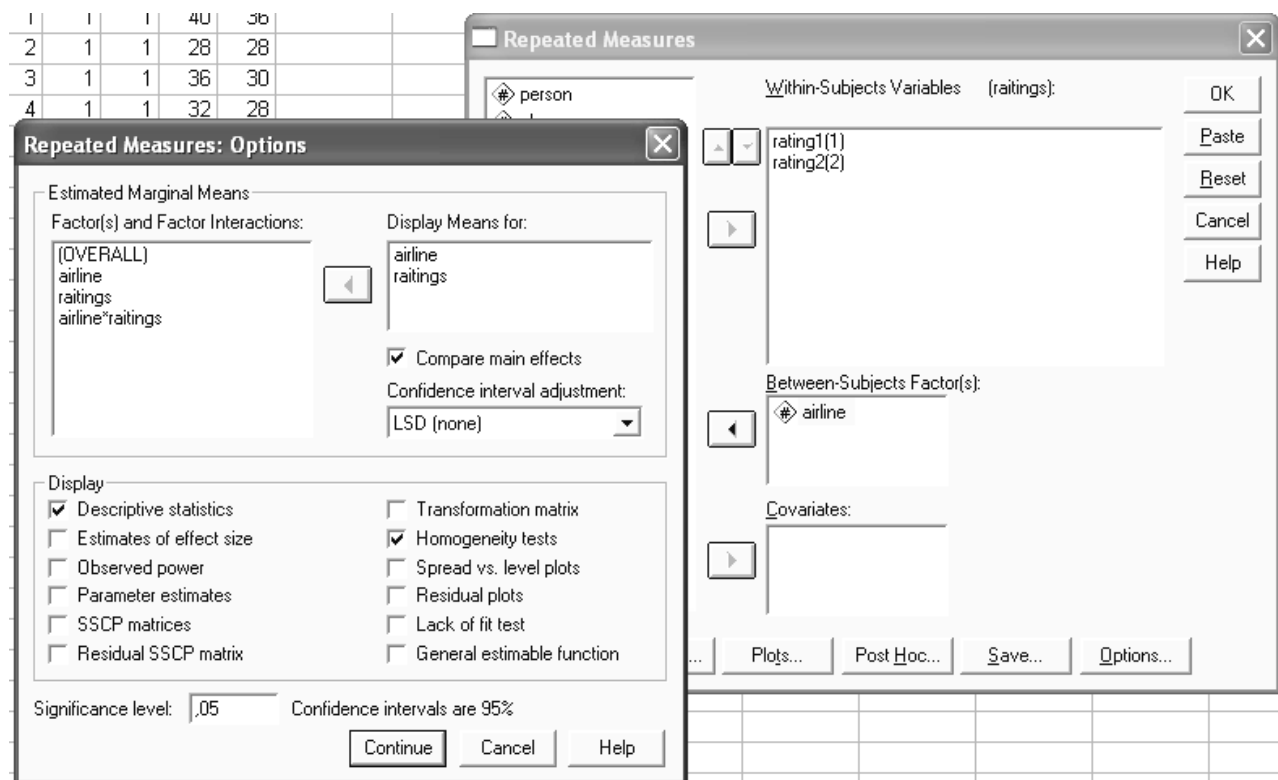 1 1 1 40 36
2 1 1 28 28
3 1 1 36 30
4 1 1 32 28
Repeated Measures
person
Within-Subjects Variables (raitings):
rating1(1)
rating2(2)
OK
Paste
Reset
Cancel
Help
Between-Subjects Factor(s):
airline
Covariates:
...
Plots...
Post Hoc...
Save...
Options...
Repeated Measures: Options
Estimated Marginal Means
Factor(s) and Factor Interactions:
(OVERALL)
airline
raitings
airline*raitings
Display Means for:
airline
raitings
Compare main effects
Confidence interval adjustment:
LSD (none)
Display
Descriptive statistics
Estimates of effect size
Observed power
Parameter estimates
SSCP matrices
Residual SSCP matrix
Transformation matrix
Homogeneity tests
Spread vs. level plots
Residual plots
Lack of fit test
General estimable function
Significance level: ,05 Confidence intervals are 95%
Continue
Cancel
Help